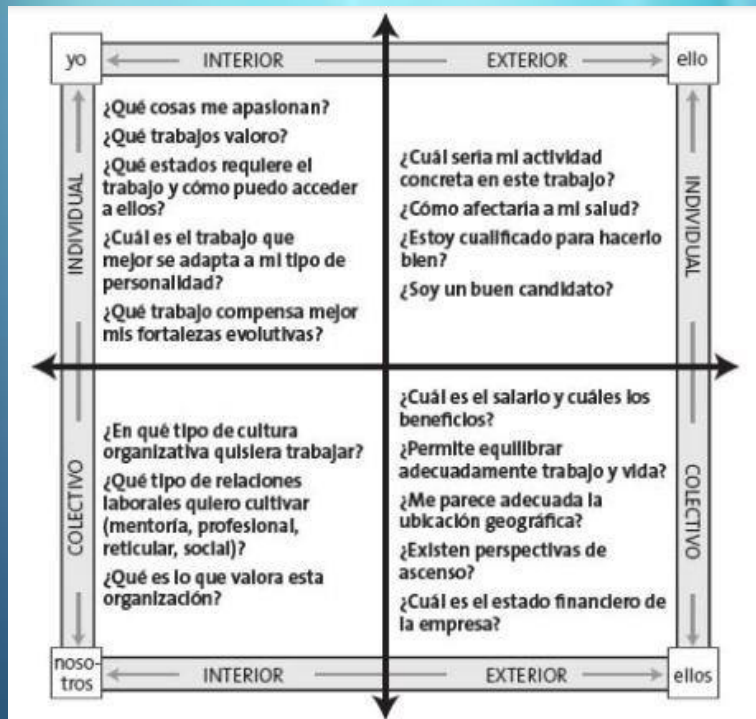 yo
INTERIOR
EXTERIOR
ello
INDIVIDUAL
¿Qué cosas me apasionan?
¿Qué trabajos valoro?
¿Qué estados requiere el
trabajo y cómo puedo acceder
a ellos?
¿Cuál es el trabajo que
mejor se adapta a mi tipo de
personalidad?
¿Qué trabajo compensa mejor
mis fortalezas evolutivas?
¿Cuál sería mi actividad
concreta en este trabajo?
¿Cómo afectaría a mi salud?
¿Estoy cualificado para hacerlo
bien?
¿Soy un buen candidato?
INDIVIDUAL
COLECTIVO
¿En qué tipo de cultura
organizativa quisiera trabajar?
¿Qué tipo de relaciones
laborales quiero cultivar
(mentoría, profesional,
reticular, social)?
¿Qué es lo que valora esta
organización?
¿Cuál es el salario y cuáles los
beneficios?
¿Permite equilibrar
adecuadamente trabajo y vida?
¿Me parece adecuada la
ubicación geográfica?
¿Existen perspectivas de
ascenso?
¿Cuál es el estado financiero de
la empresa?
COLECTIVO
noso-
tros
INTERIOR
EXTERIOR
ellos